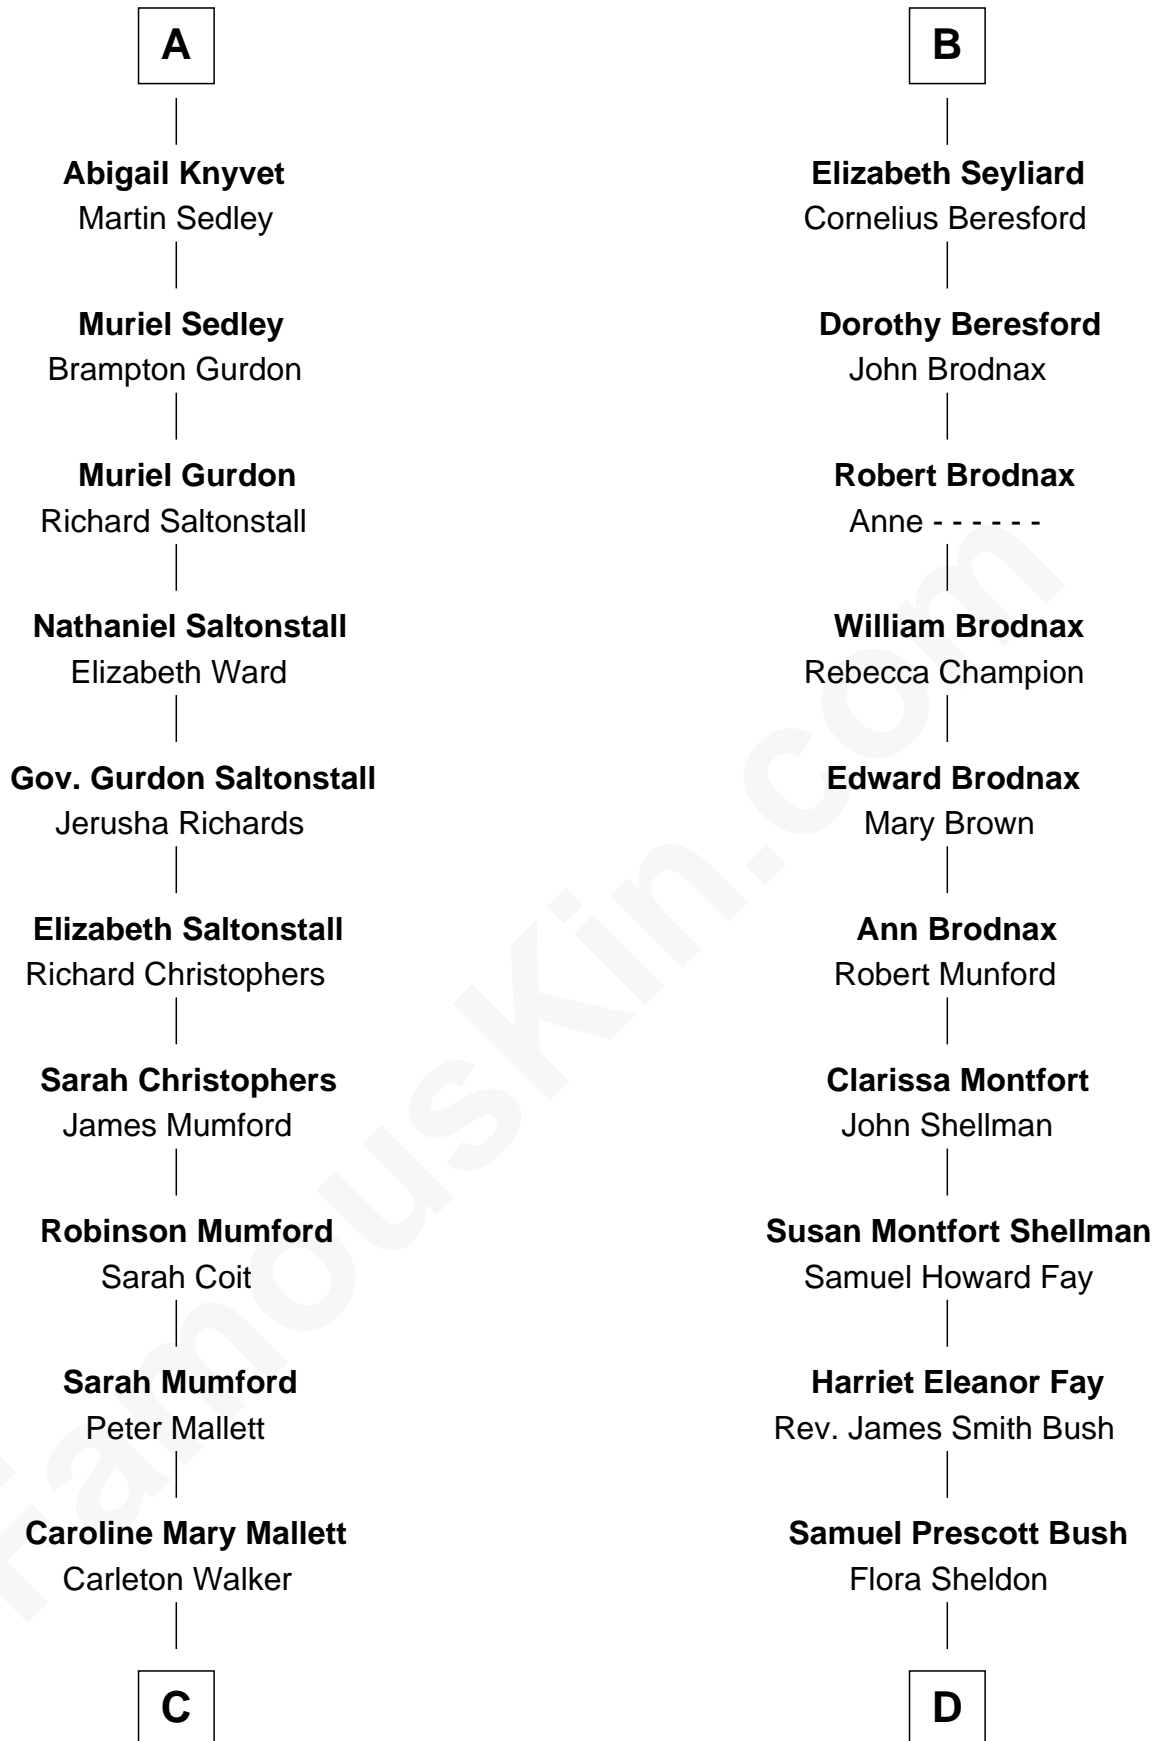 A
Abigail Knyvet
Martin Sedley
Muriel Sedley
Brampton Gurdon
Muriel Gurdon
Richard Saltonstall
Nathaniel Saltonstall
Elizabeth Ward
Gov. Gurdon Saltonstall
Jerusha Richards
Elizabeth Saltonstall
Richard Christophers
Sarah Christophers
James Mumford
Robinson Mumford
Sarah Coit
Sarah Mumford
Peter Mallett
Caroline Mary Mallett
Carleton Walker
C
B
Elizabeth Seyliard
Cornelius Beresford
Dorothy Beresford
John Brodnax
Robert Brodnax
Anne - - - - - -
William Brodnax
Rebecca Champion
Edward Brodnax
Mary Brown
Ann Brodnax
Robert Munford
Clarissa Montfort
John Shellman
Susan Montfort Shellman
Samuel Howard Fay
Harriet Eleanor Fay
Rev. James Smith Bush
Samuel Prescott Bush
Flora Sheldon
D
FamousKin.com